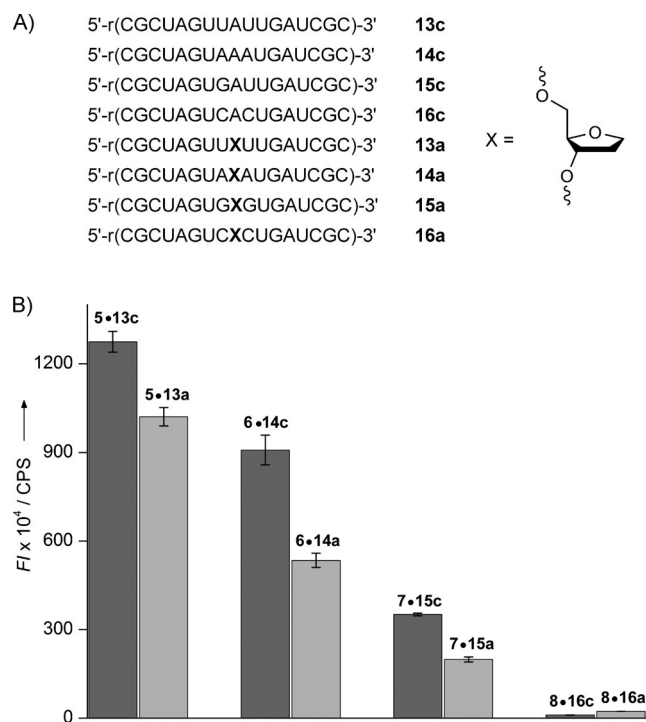 A)
5'-r(CGCUAGUUAUUGAUCGC)-3' 13c
5'-r(CGCUAGUAAAUGAUCGC)-3' 14c
5'-r(CGCUAGUGAUUGAUCGC)-3' 15c
5'-r(CGCUAGUCACUGAUCGC)-3' 16c
5'-r(CGCUAGUUXUUGAUCGC)-3' 13a
5'-r(CGCUAGUAXAUGAUCGC)-3' 14a
5'-r(CGCUAGUGXGUGAUCGC)-3' 15a
5'-r(CGCUAGUCXCUGAUCGC)-3' 16a
X =
O
O
O
B)
FI x 10⁴ / CPS
1200
900
600
300
0
5•13c
5•13a
6•14c
6•14a
7•15c
7•15a
8•16c
8•16a